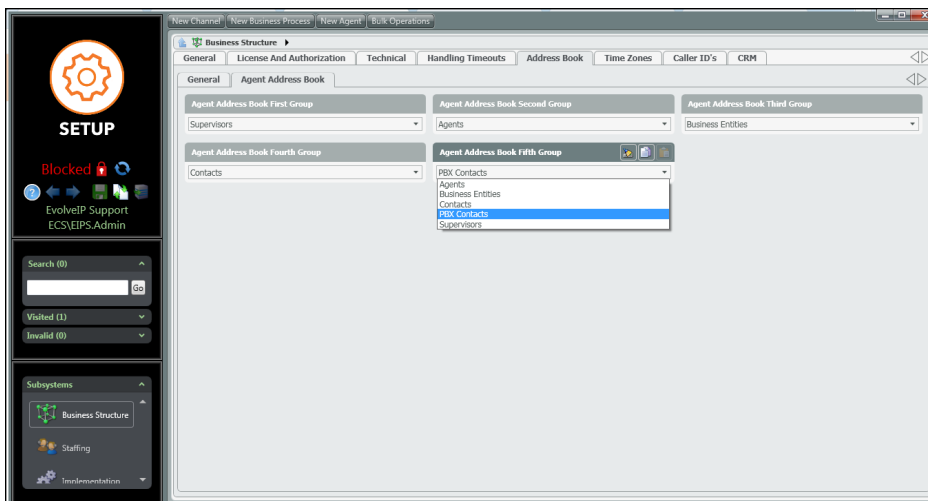 New Channel New Business Process New Agent Bulk Operations
Business Structure
General License And Authorization Technical Handling Timeouts Address Book Time Zones Caller ID's CRM
General Agent Address Book
Agent Address Book First Group Agent Address Book Second Group Agent Address Book Third Group
Supervisors Agents Business Entities
Agent Address Book Fourth Group Agent Address Book Fifth Group
Contacts PBX Contacts
Agents
Business Entities
Contacts
PBX Contacts
Supervisors
SETUP
Blocked
EvolveIP Support
ECS\EIPS.Admin
Search (0)
Go
Visited (1)
Invalid (0)
Subsystems
Business Structure
Staffing
Implementation